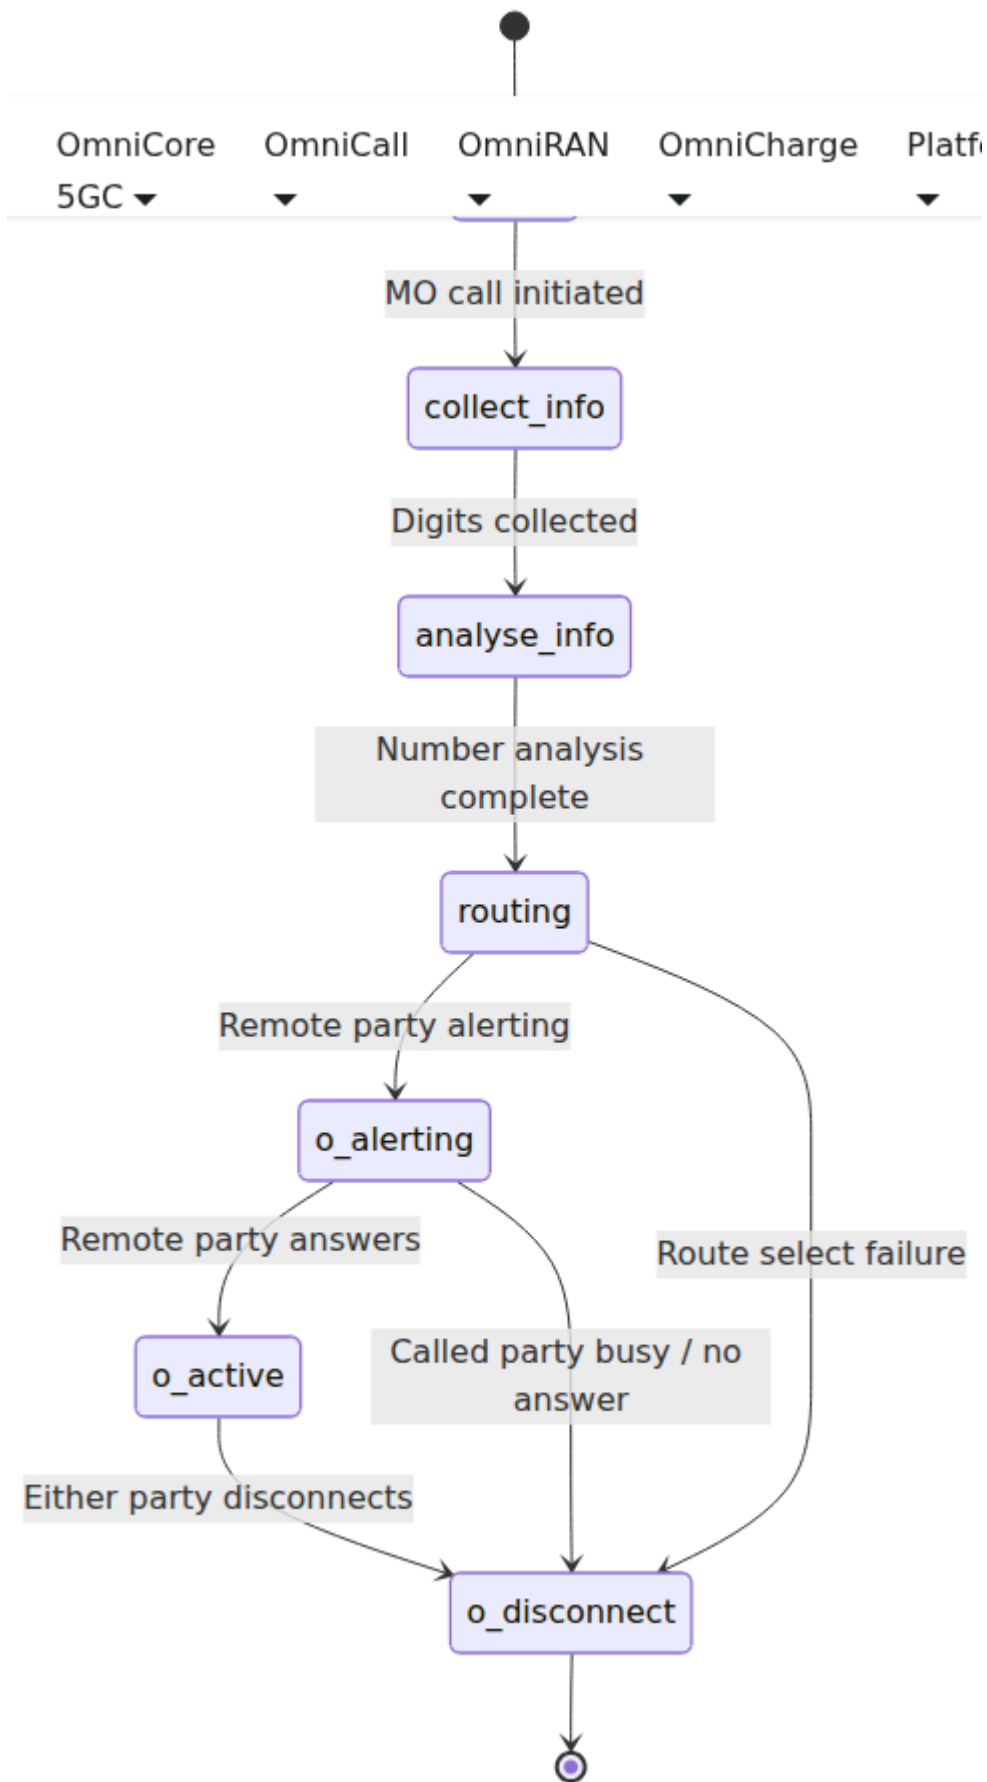 OmniCore OmniCall OmniRAN OmniCharge
5GC
MO call initiated
collect_info
Digits collected
analyse_info
Number analysis
complete
routing
Remote party alerting
o_alerting
Remote party answers
Route select failure
Called party busy / no
answer
o_active
Either party disconnects
o_disconnect